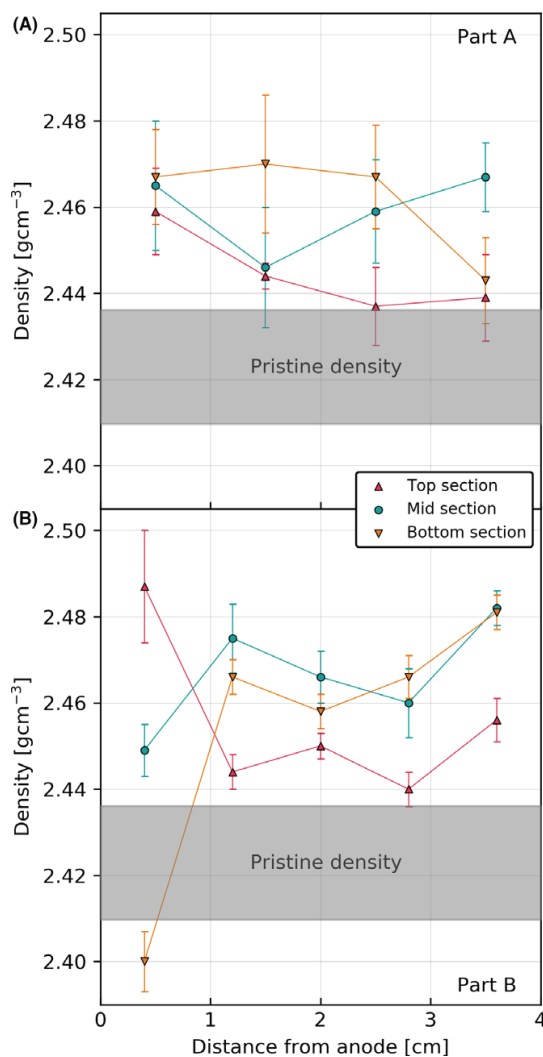 (A)
Part A
2.50
2.48
2.46
2.44
2.42
2.40
Density [gcm⁻³]
Pristine density
Top section
Mid section
Bottom section
(B)
2.50
2.48
2.46
2.44
2.42
2.40
Density [gcm⁻³]
Pristine density
Part B
0 1 2 3 4
Distance from anode [cm]